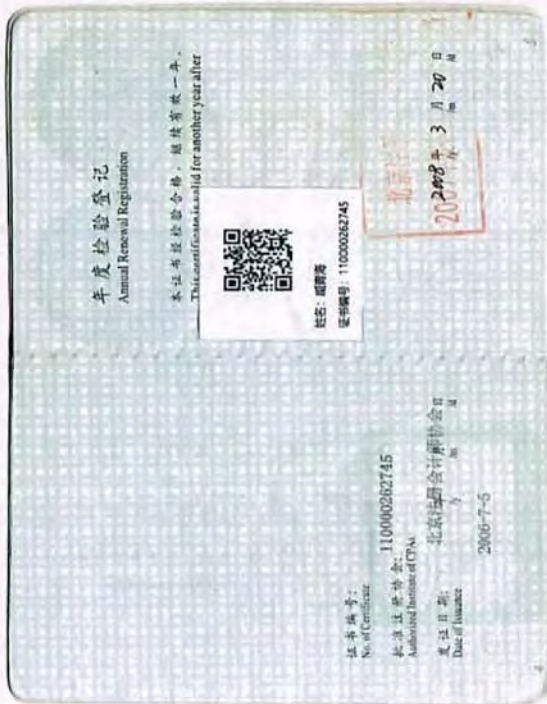 年度检验登记
Annual Renewal Registration
本证书经检验合格，继续有效一年。
This certificate is valid for another year after
姓名：
证书编号：110000262745
2008年 3 月 20 日
/y /m /d
证书编号：
No. of Certificate
110000262745
批准注册协会：
Authorized Institute of CPAs
北京注册会计师协会
发证日期：
Date of Issuance
/y /m /d
2006-7-5
4
5